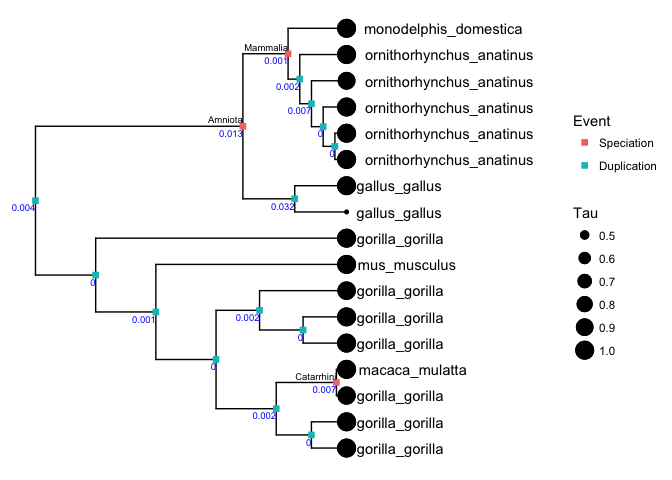 monodelphis_domestica
Mammalia
0.001
ornithorhynchus_anatinus
0.002
ornithorhynchus_anatinus
0.007
ornithorhynchus_anatinus
0
ornithorhynchus_anatinus
0
ornithorhynchus_anatinus
Amniota
0.013
gallus_gallus
0.032
gallus_gallus
0.004
gorilla_gorilla
0
mus_musculus
0.001
gorilla_gorilla
0.002
gorilla_gorilla
0
gorilla_gorilla
0
macaca_mulatta
Catarrhini
0.007
gorilla_gorilla
0.002
gorilla_gorilla
0
gorilla_gorilla
Event
Speciation
Duplication
Tau
0.5
0.6
0.7
0.8
0.9
1.0